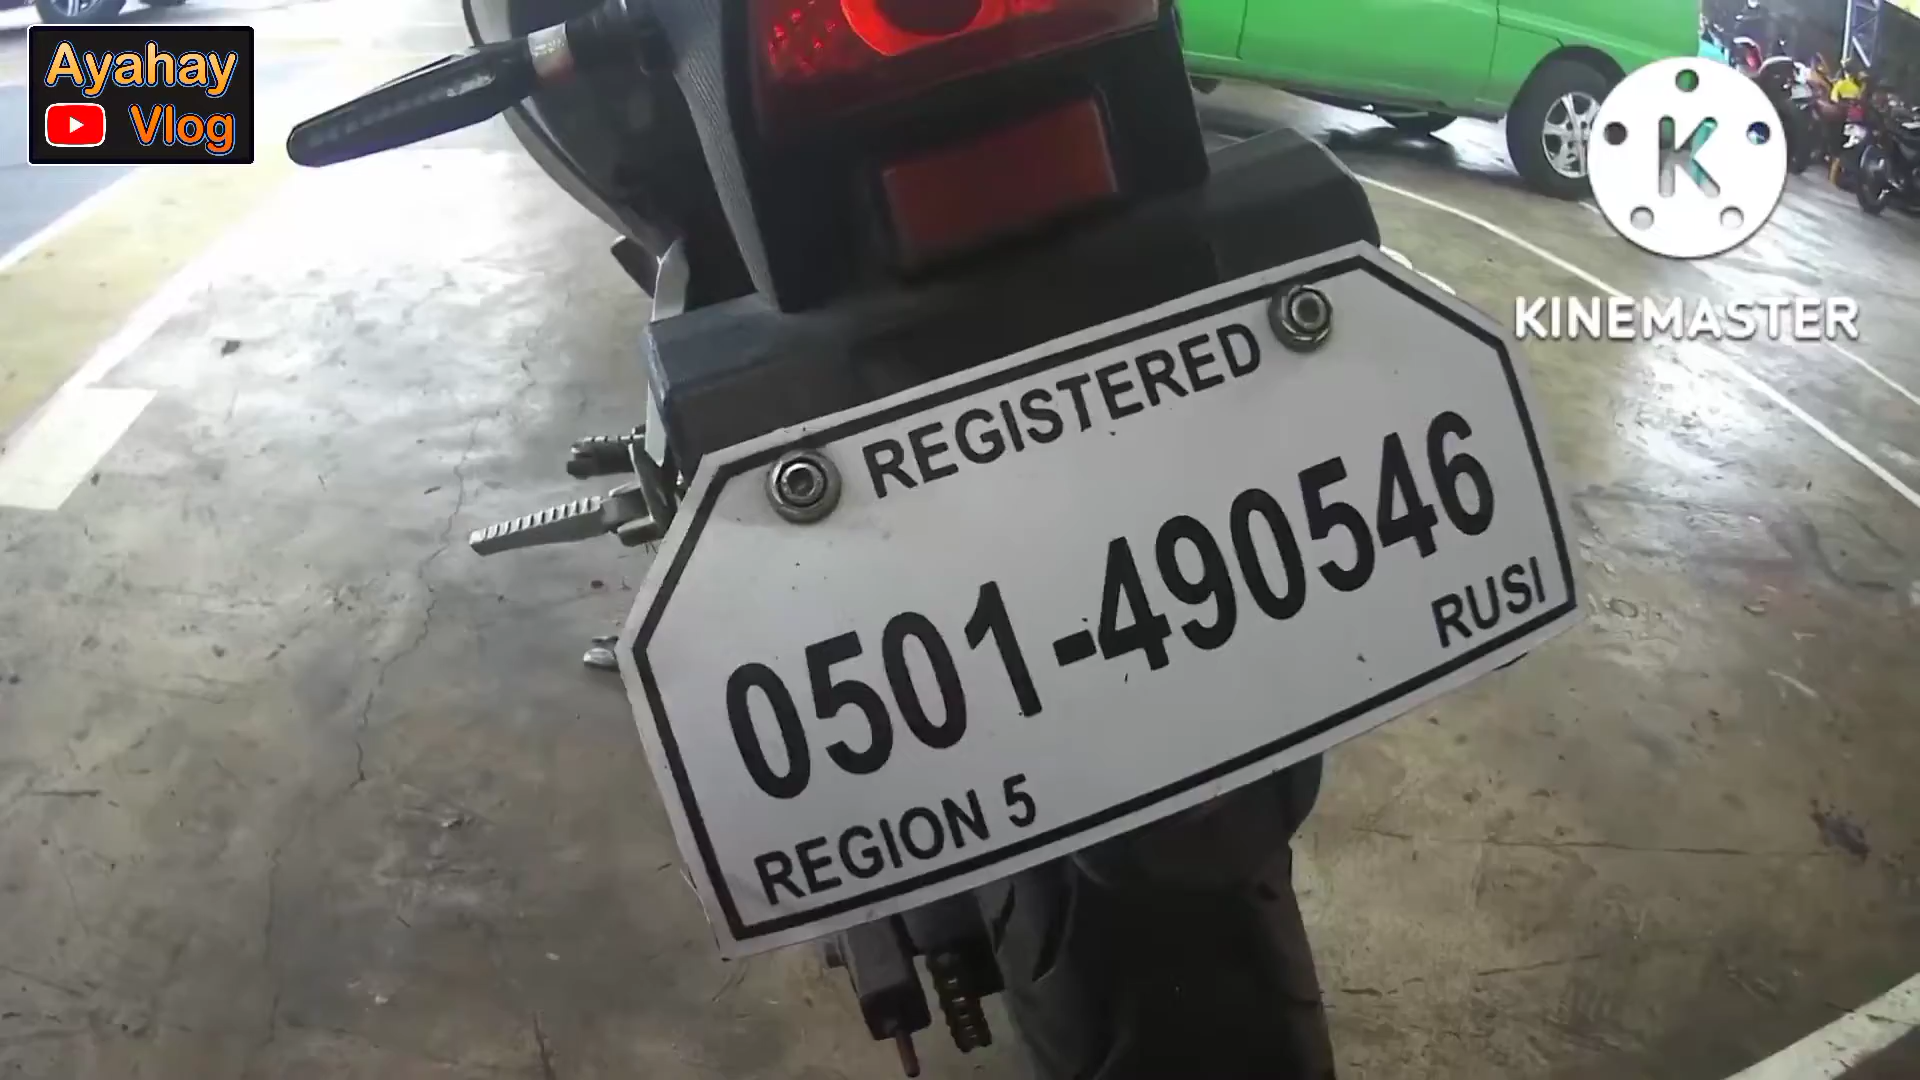 Ayahay
Vlog
K
KINEMASTER
REGISTERED
0501-490546
RUSI
REGION 5